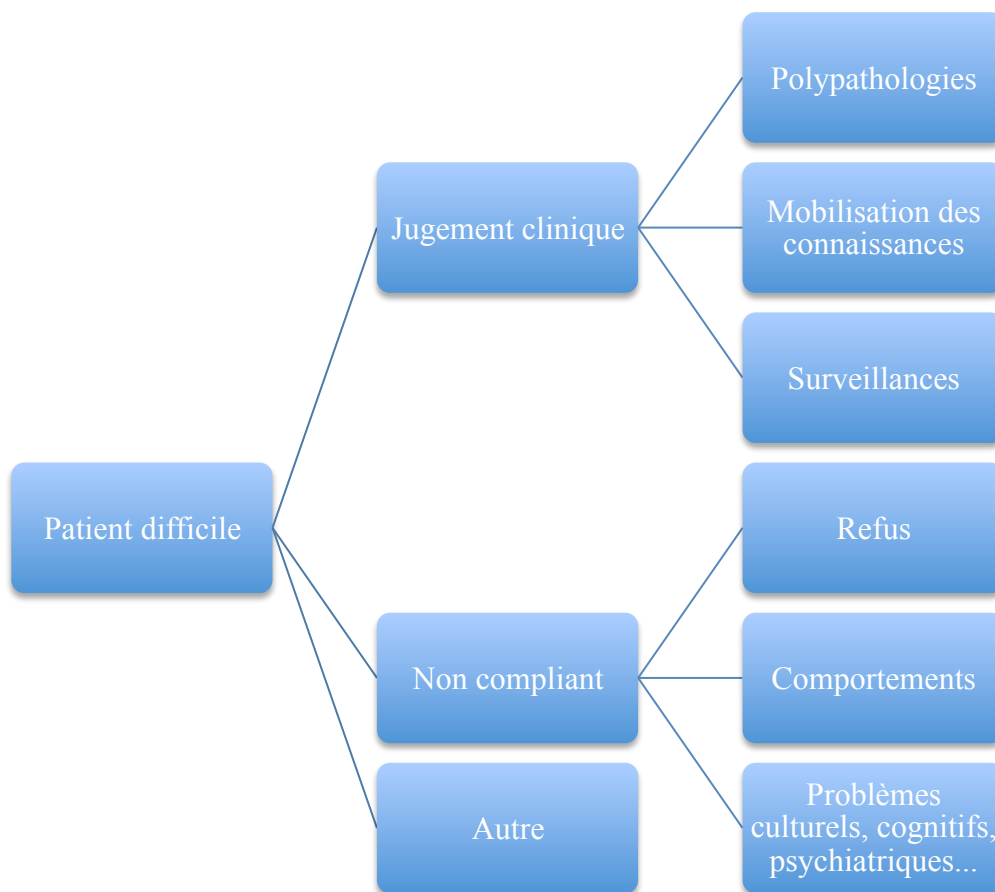 Polypathologies
Jugement clinique
Mobilisation des
connaissances
Surveillances
Patient difficile
Refus
Non compliant
Comportements
Autre
Problèmes
culturels, cognitifs,
psychiatriques...